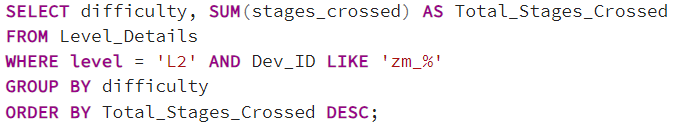 SELECT difficulty, SUM(stages_crossed) AS Total_Stages_Crossed
FROM Level_Details
WHERE level = 'L2' AND Dev_ID LIKE 'zm_%'
GROUP BY difficulty
ORDER BY Total_Stages_Crossed DESC;